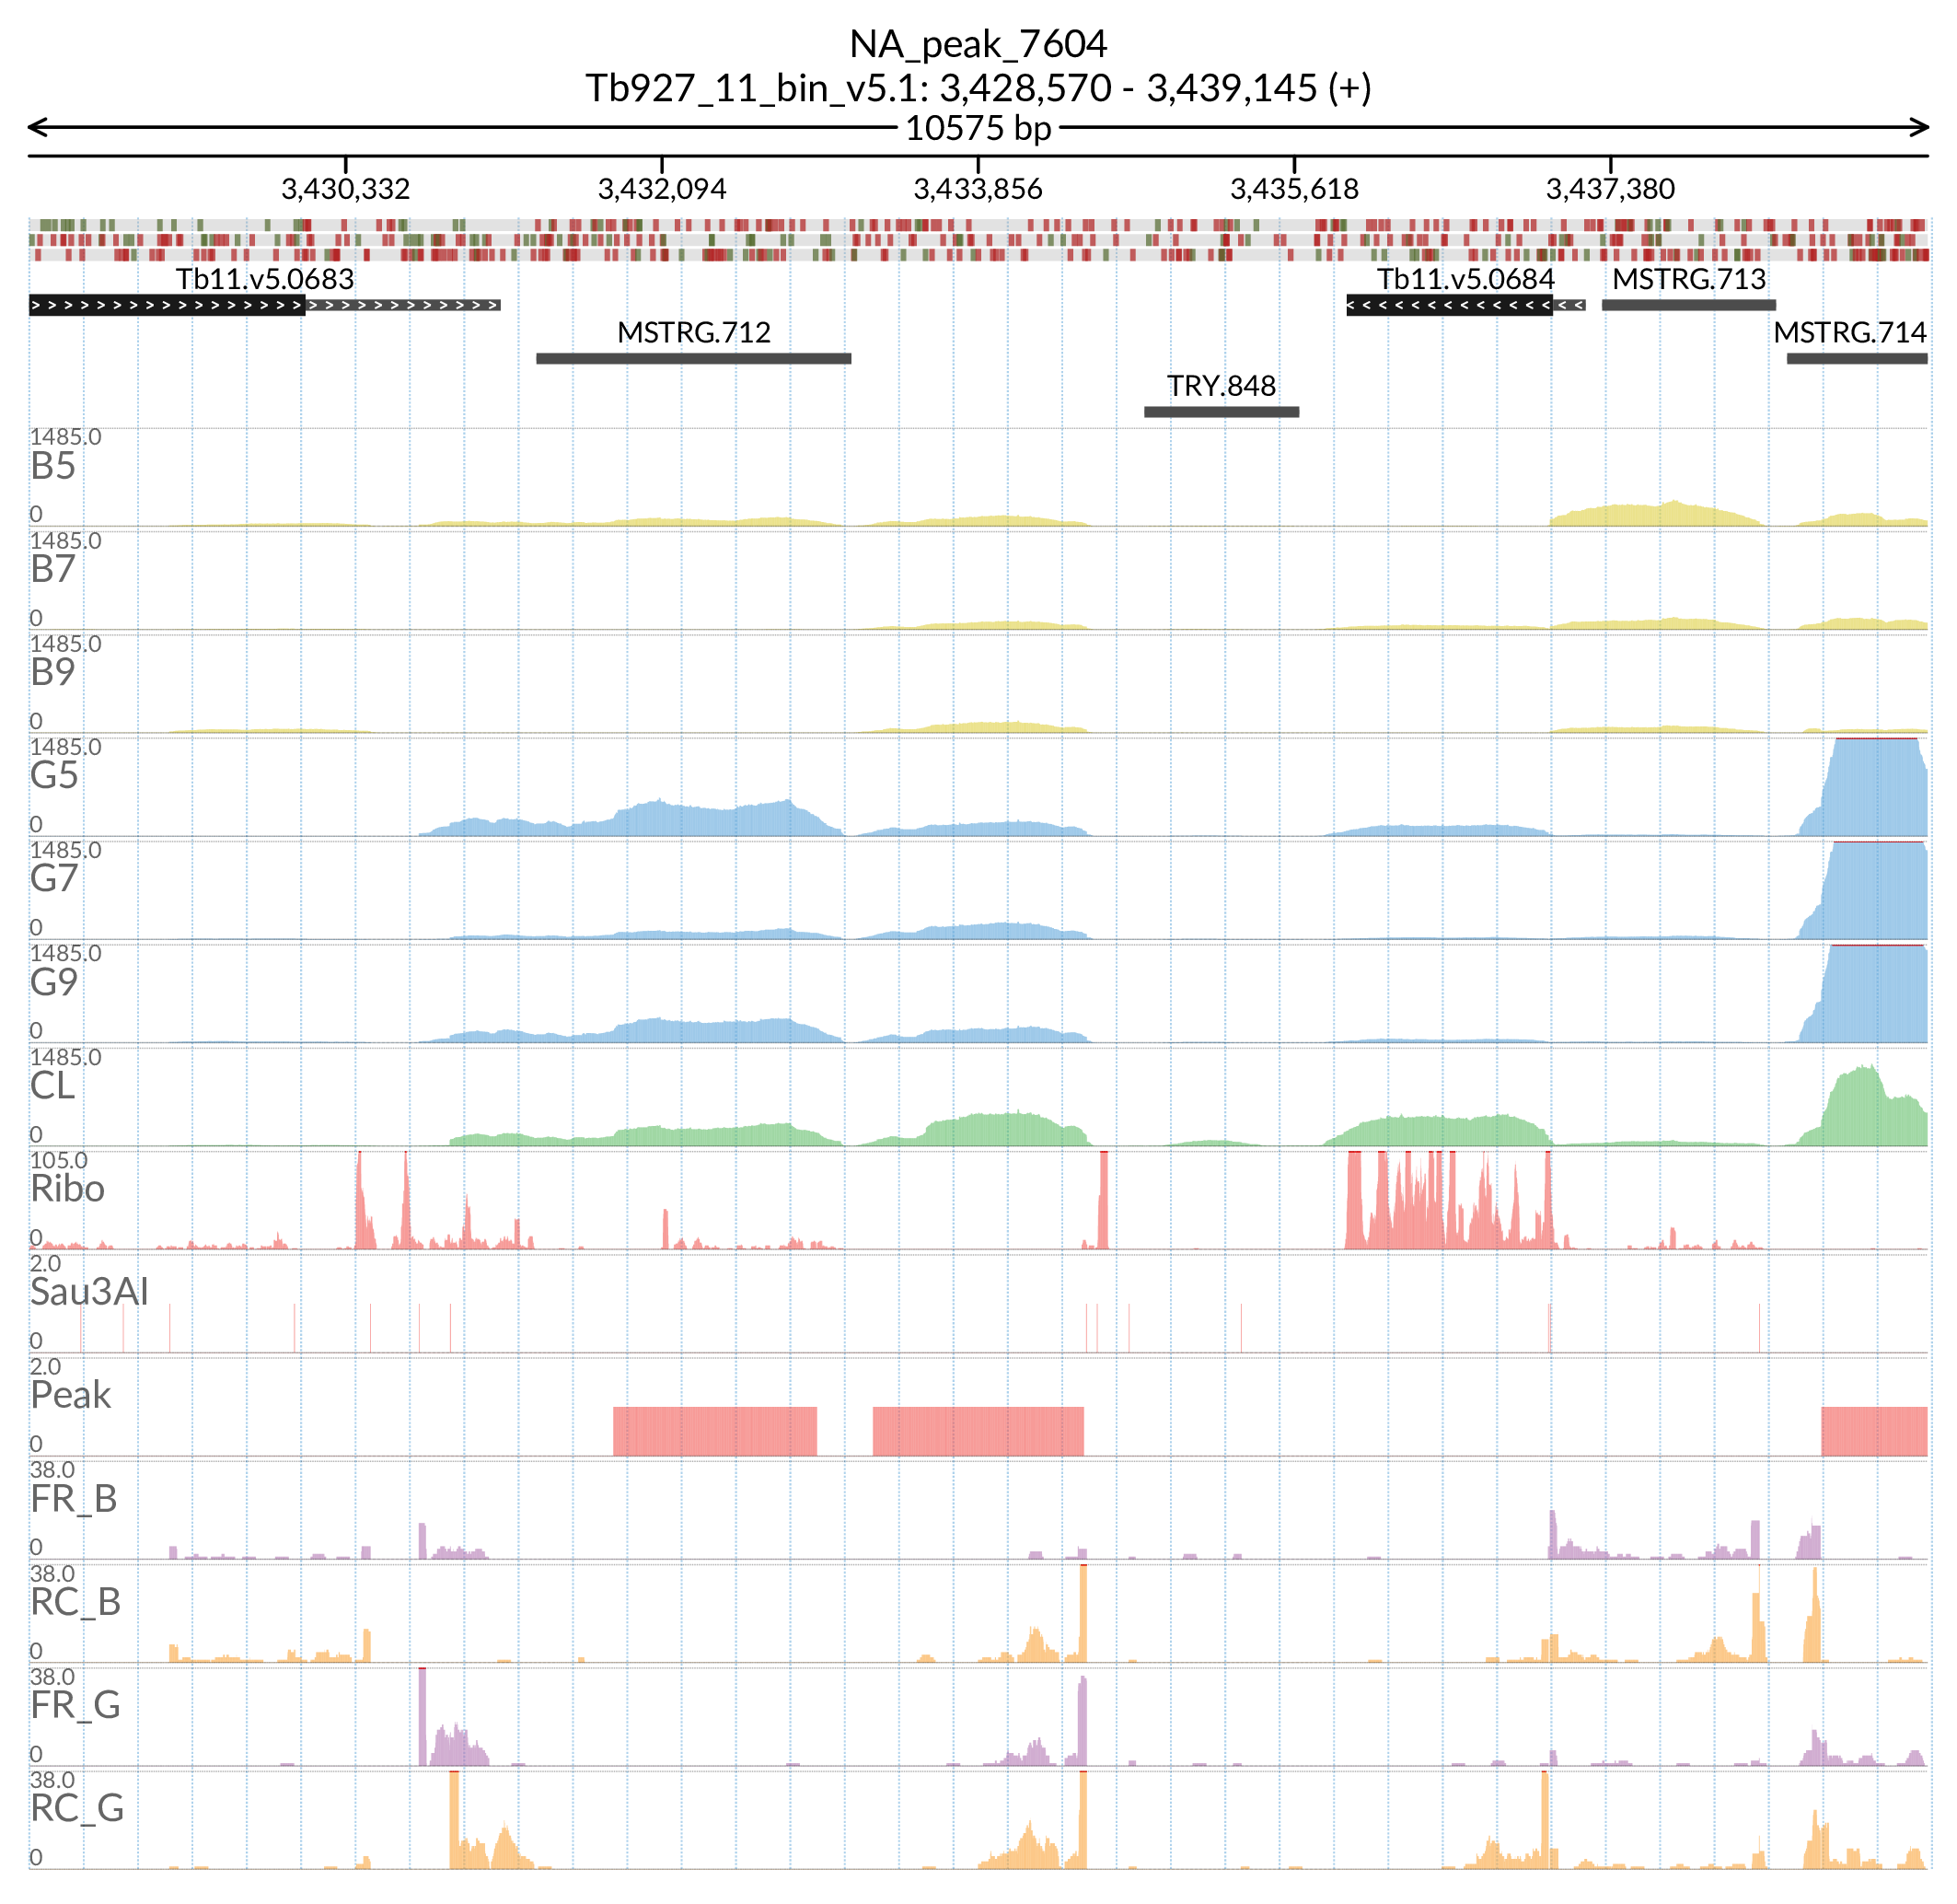 NA_peak_7604
Tb927_11_bin_v5.1: 3,428,570 - 3,439,145 (+)
10575 bp
3,430,332 3,432,094 3,433,856 3,435,618 3,437,380
Tb11.v5.0683 Tb11.v5.0684 MSTRG.713
MSTRG.712 MSTRG.714
TRY.848
1485.0
B5
0
1485.0
B7
0
1485.0
B9
0
1485.0
G5
0
1485.0
G7
0
1485.0
G9
0
1485.0
CL
0
105.0
Ribo
0
2.0
Sau3AI
0
2.0
Peak
0
38.0
FR_B
0
38.0
RC_B
0
38.0
FR_G
0
38.0
RC_G
0